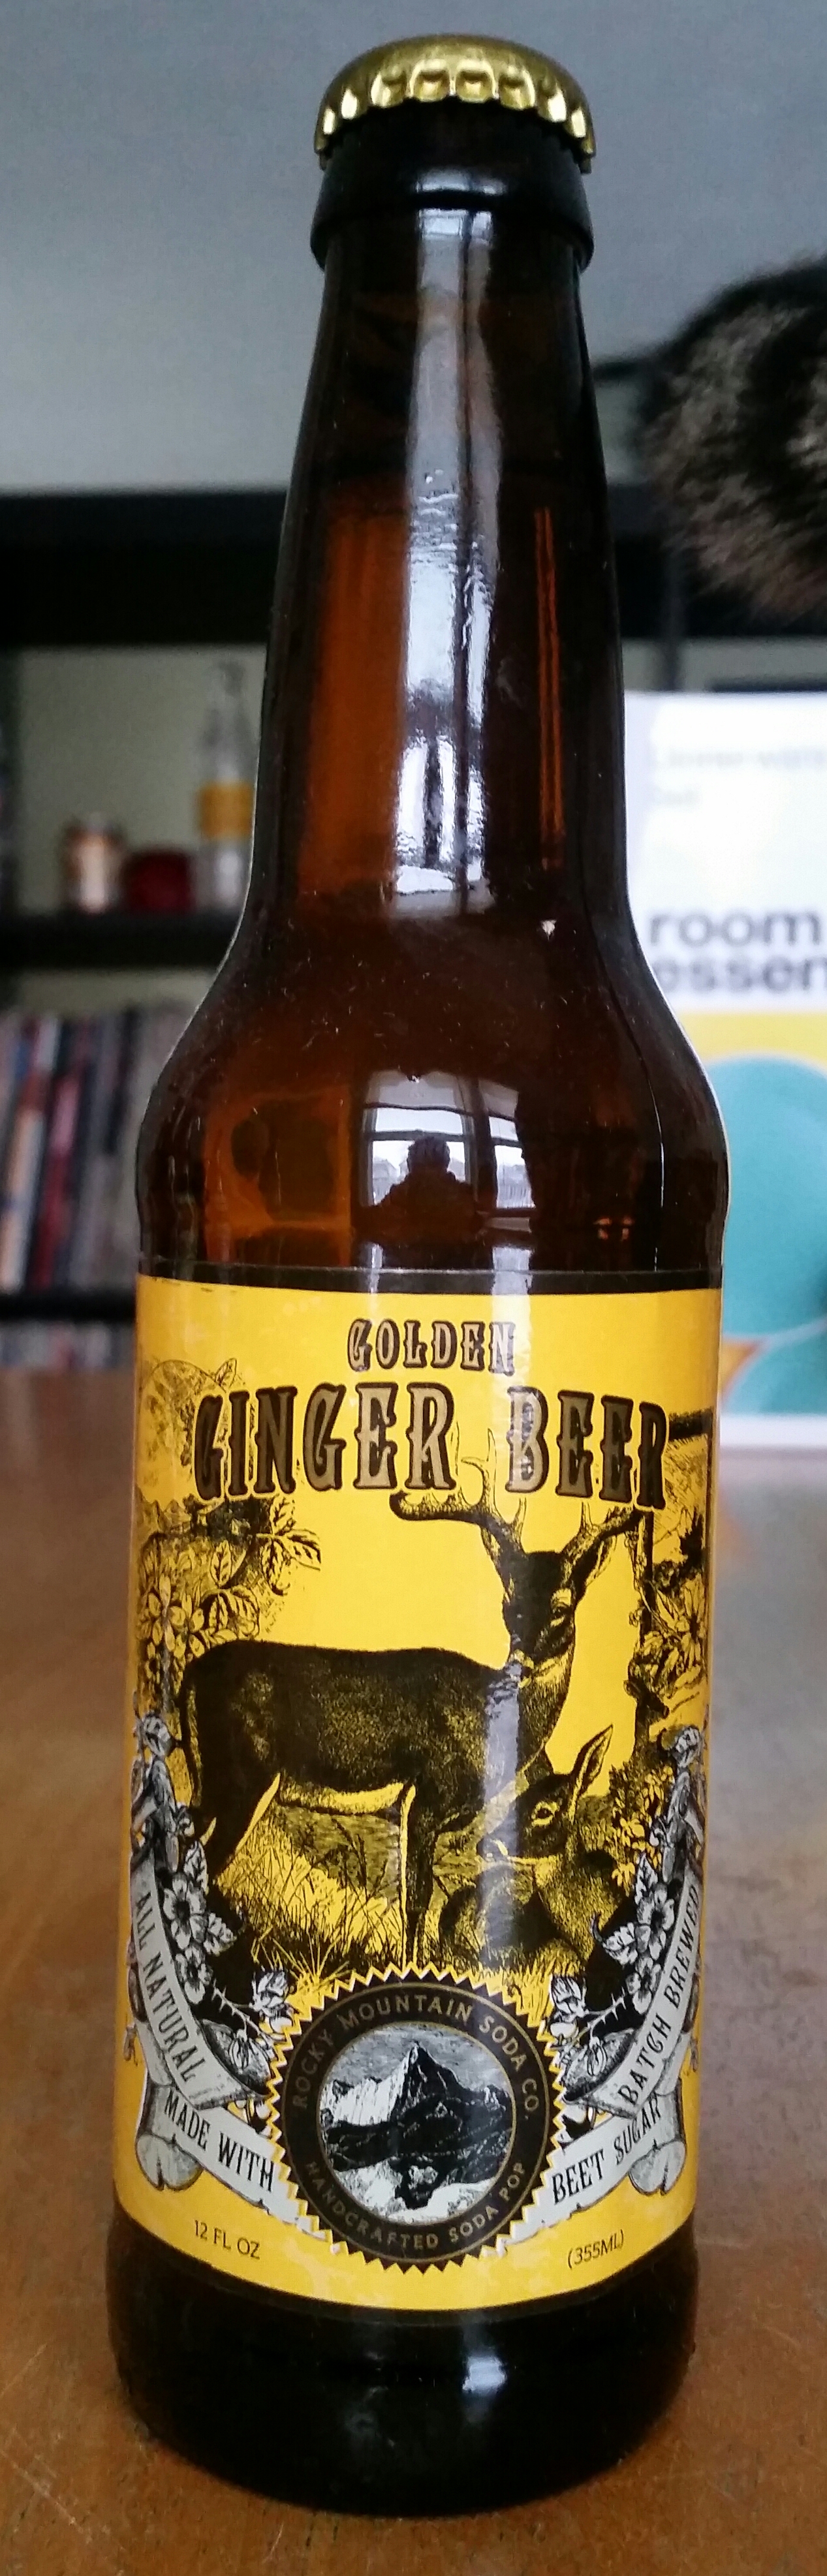 room
essen
GOLDEN
GINGER BEER
ALL NATURAL
BATCH BREWED
MADE WITH
BEET SUGAR
ROCKY MOUNTAIN SODA CO.
HANDCRAFTED SODA POP
12 FL OZ
(355ML)